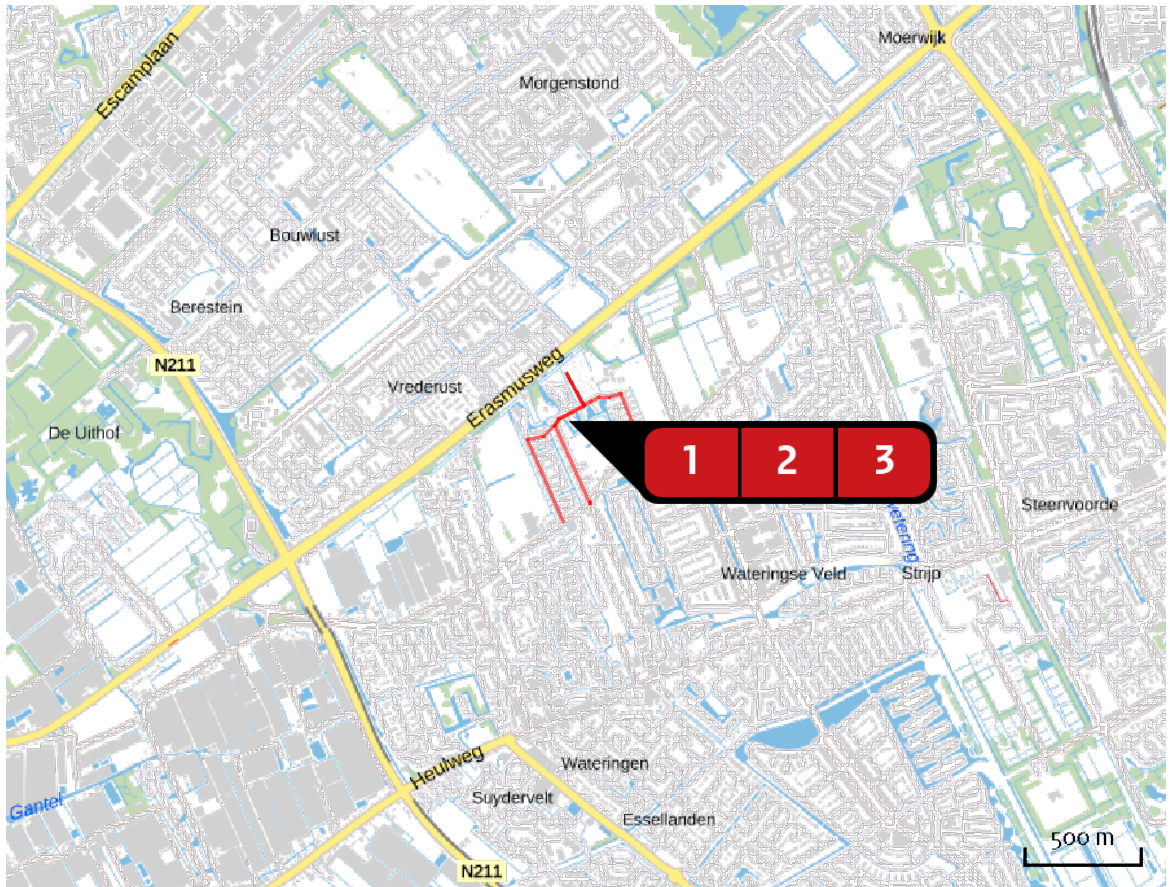 Moerwijk
Escamplaan
Morgenstond
Bouwlust
Berestein
N211
Erasmusweg
Vrederust
De Uithof
1 2 3
Steenvoorde
wetering
Wateringse Veld
Strijp
Heulweg
Wateringen
Suydervelt
Gantel
Essellanden
500 m
N211